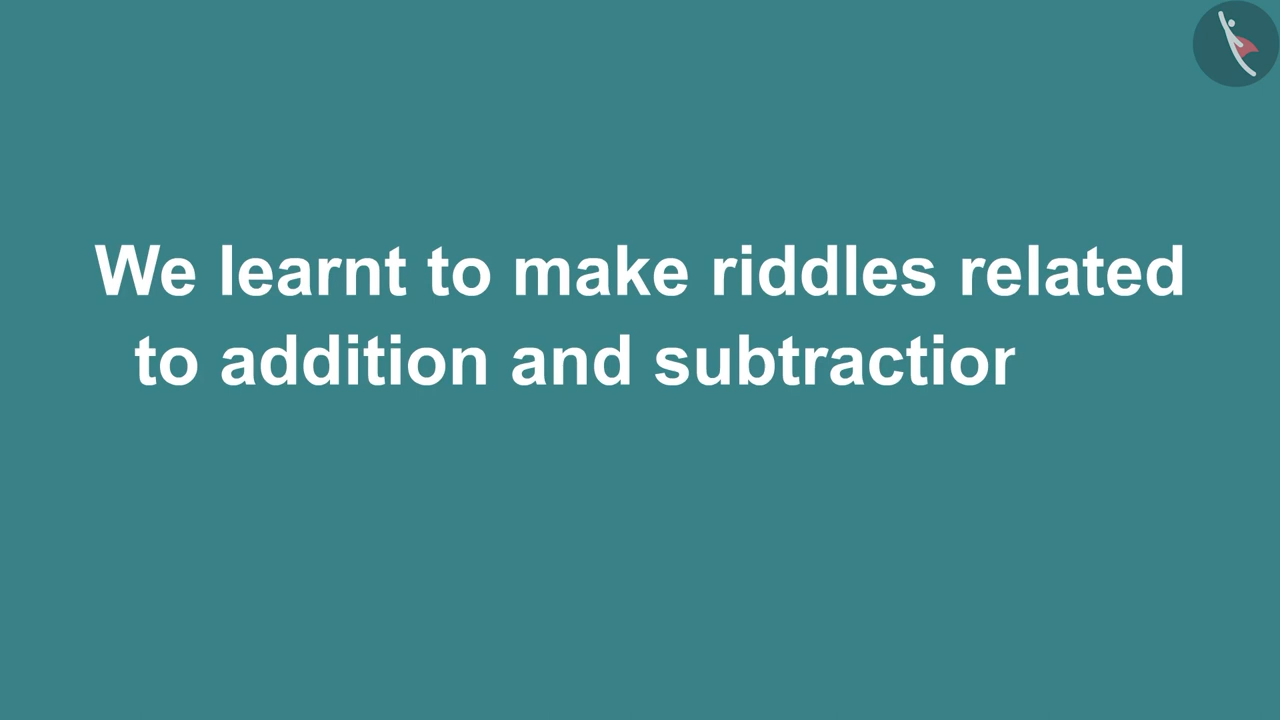 We learnt to make riddles related
to addition and subtractior